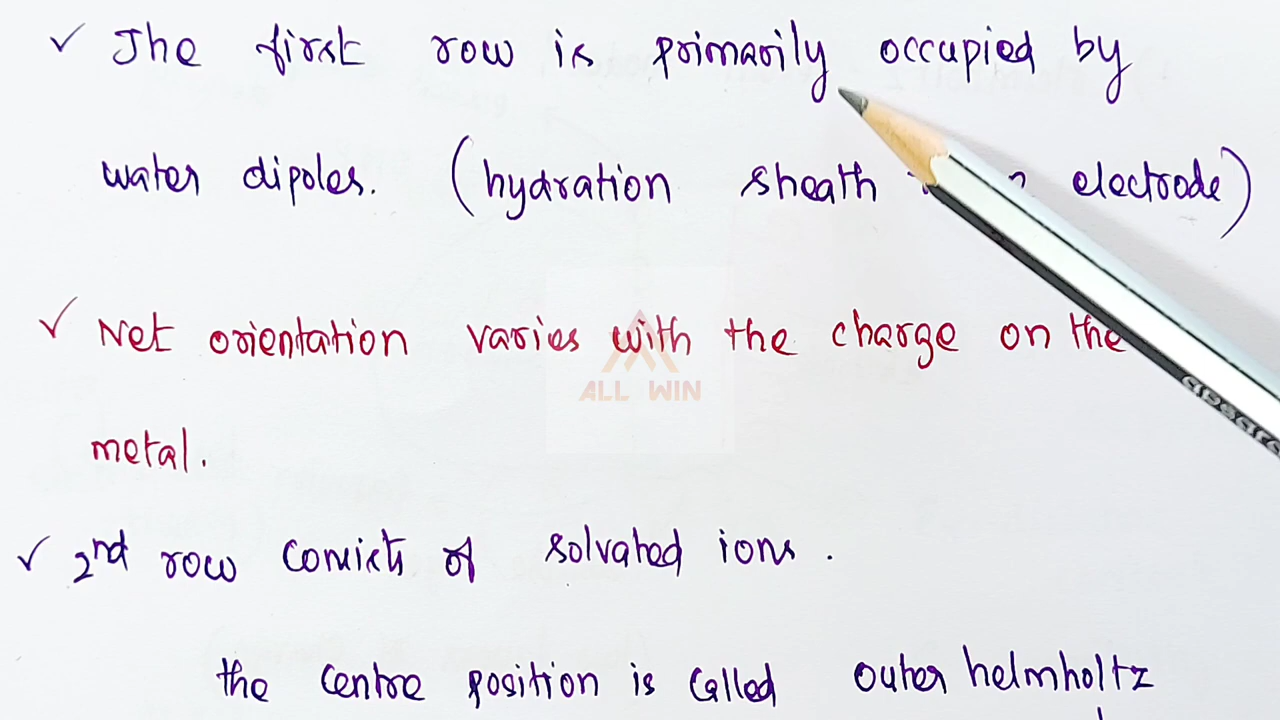 ✓ The first row is primarily occupied by
water dipoles. (hydration sheath electrode)
✓ Net orientation varies with the charge on the
metal.
ALL WIN
✓ 2nd row consists of solvated ions.
the centre position is called outer helmholtz